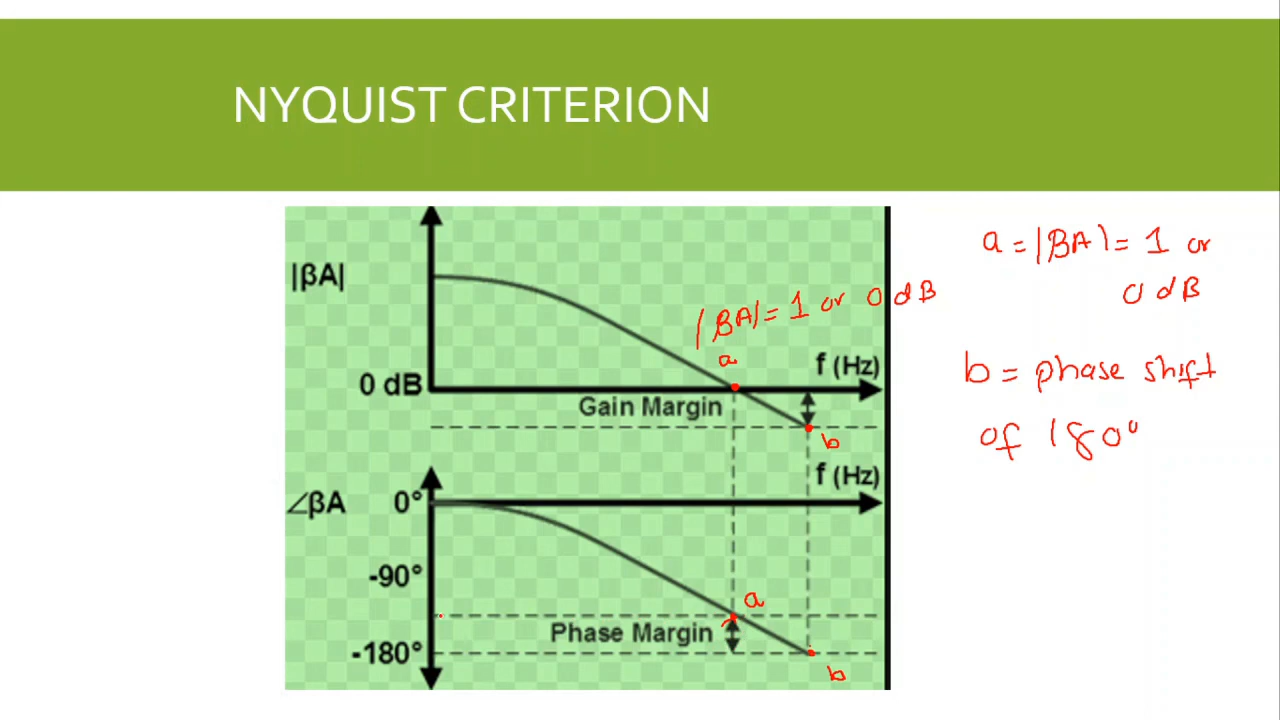 NYQUIST CRITERION
|βA|
|βA| = 1 or 0 dB
a
f (Hz)
0 dB
Gain Margin
b
f (Hz)
∠βA
0°
-90°
a
Phase Margin
-180°
b
a = |βA| = 1 or
0 dB
b = phase shift
of 180°